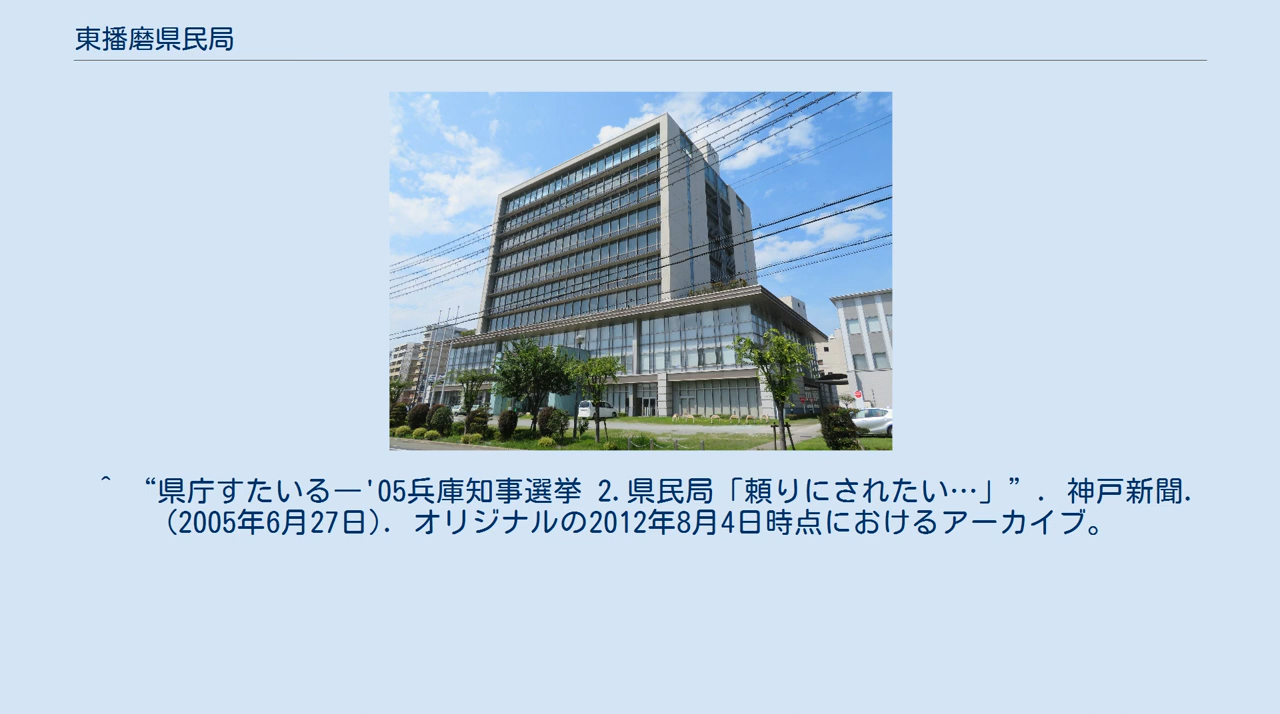 東播磨県民局
^ “県庁すたいる—'05兵庫知事選挙 2.県民局「頼りにされたい…」”. 神戸新聞.
(2005年6月27日). オリジナルの2012年8月4日時点におけるアーカイブ。